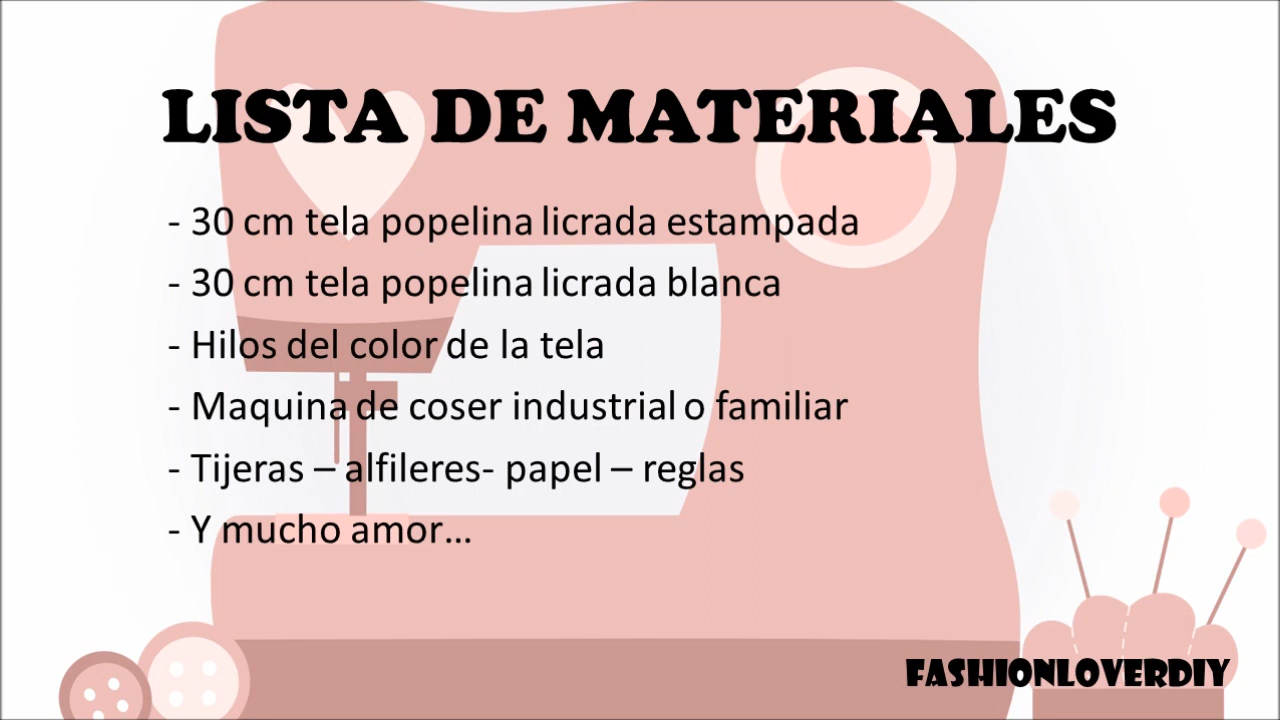 LISTA DE MATERIALES
- 30 cm tela popelina licrada estampada
- 30 cm tela popelina licrada blanca
- Hilos del color de la tela
- Maquina de coser industrial o familiar
- Tijeras – alfileres- papel – reglas
- Y mucho amor...
FASHIONLOVERDIY